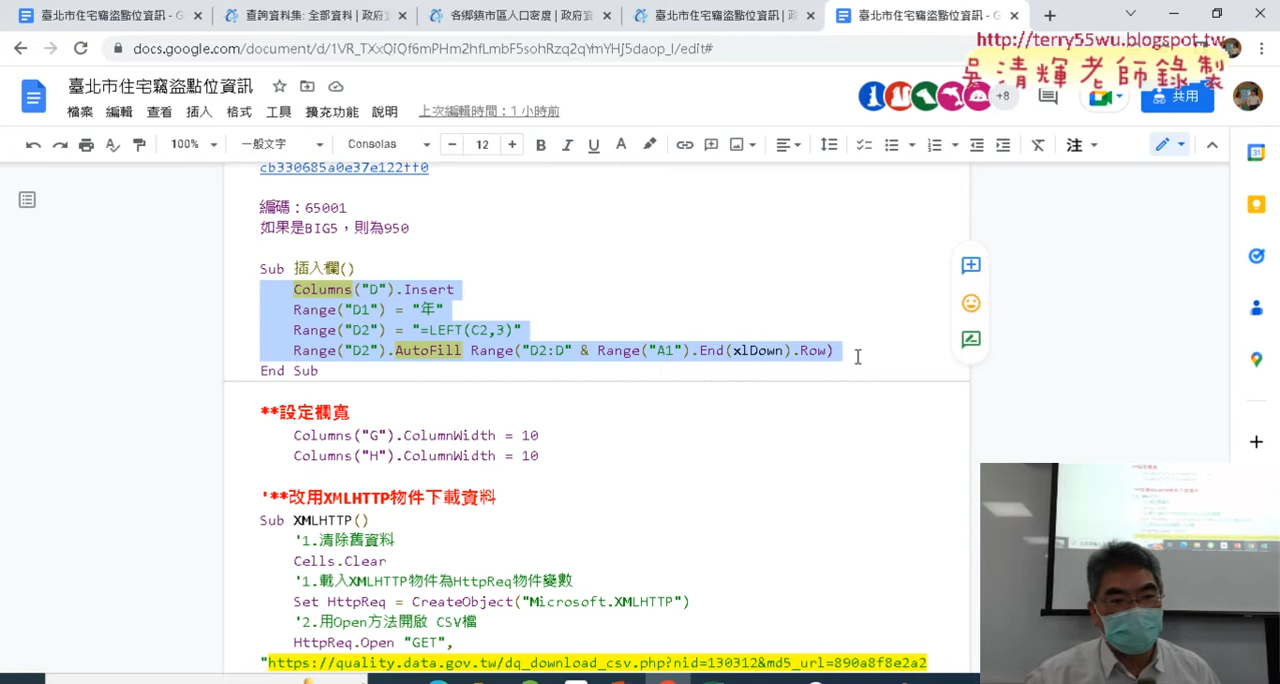 臺北市住宅竊盜點位資訊 - G
查詢資料集: 全部資料 | 政府
各鄉鎮市區人口密度 | 政府資
臺北市住宅竊盜點位資訊 | 政
臺北市住宅竊盜點位資訊 - G
docs.google.com/document/d/1VR_TXxQiQf6mPHm2hfLmbF5sohRzq2qYmYHj5daop_I/edit#
http://terry55wu.blogspot.tw
吳清輝老師錄製
臺北市住宅竊盜點位資訊
檔案 編輯 查看 插入 格式 工具 擴充功能 說明 上次編輯時間:1 小時前
+8
共用
100% 一般文字 Consolas 12
cb330685a0e37e122ff0
編碼:65001
如果是BIG5,則為950
Sub 插入欄()
Columns("D").Insert
Range("D1") = "年"
Range("D2") = "=LEFT(C2,3)"
Range("D2").AutoFill Range("D2:D" & Range("A1").End(xlDown).Row)
End Sub
**設定欄寬
Columns("G").ColumnWidth = 10
Columns("H").ColumnWidth = 10
'**改用XMLHTTP物件下載資料
Sub XMLHTTP()
'1.清除舊資料
Cells.Clear
'1.載入XMLHTTP物件為HttpReq物件變數
Set HttpReq = CreateObject("Microsoft.XMLHTTP")
'2.用Open方法開啟 CSV檔
HttpReq.Open "GET",
"https://quality.data.gov.tw/dq_download_csv.php?nid=130312&md5_url=890a8f8e2a2